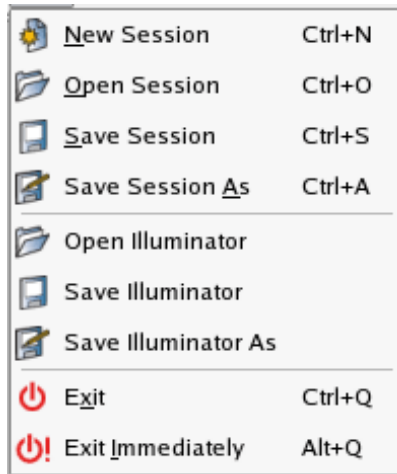 New Session Ctrl+N
Open Session Ctrl+O
Save Session Ctrl+S
Save Session As Ctrl+A
Open Illuminator
Save Illuminator
Save Illuminator As
Exit Ctrl+Q
Exit Immediately Alt+Q